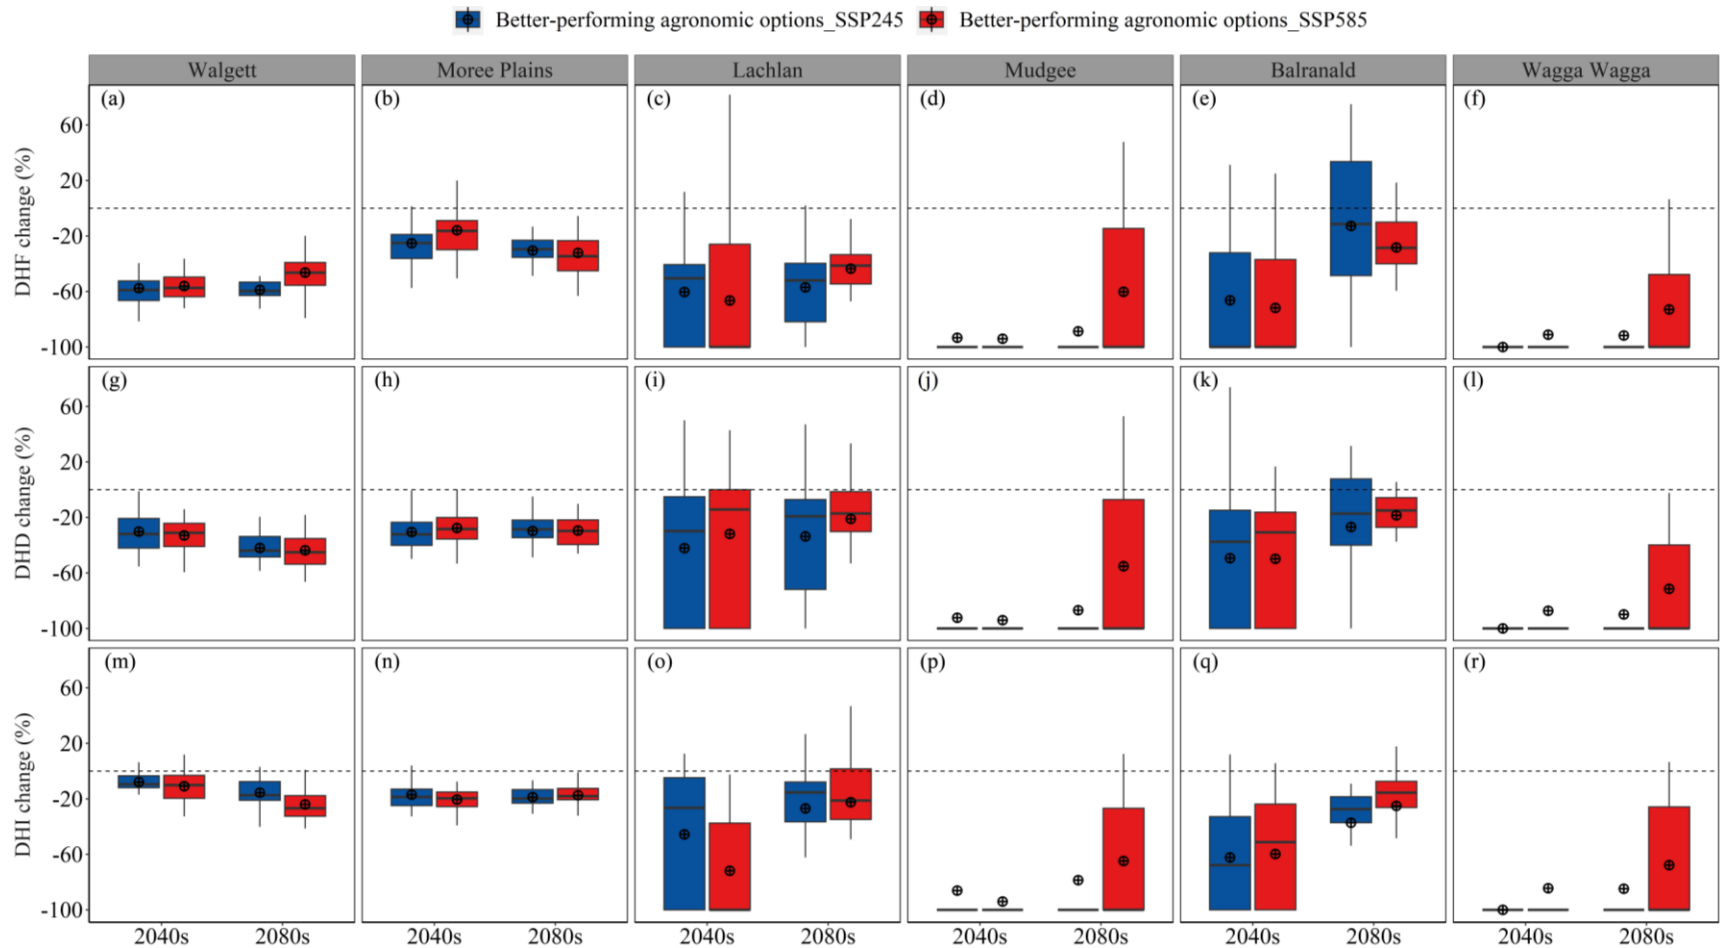 Better-performing agronomic options_SSP245 Better-performing agronomic options_SSP585
Walgett Moree Plains Lachlan Mudgee Balranald Wagga Wagga
(a) (b) (c) (d) (e) (f)
DHF change (%)
60
20
-20
-60
-100
(g) (h) (i) (j) (k) (l)
DHD change (%)
60
20
-20
-60
-100
(m) (n) (o) (p) (q) (r)
DHI change (%)
60
20
-20
-60
-100
2040s 2080s 2040s 2080s 2040s 2080s 2040s 2080s 2040s 2080s 2040s 2080s